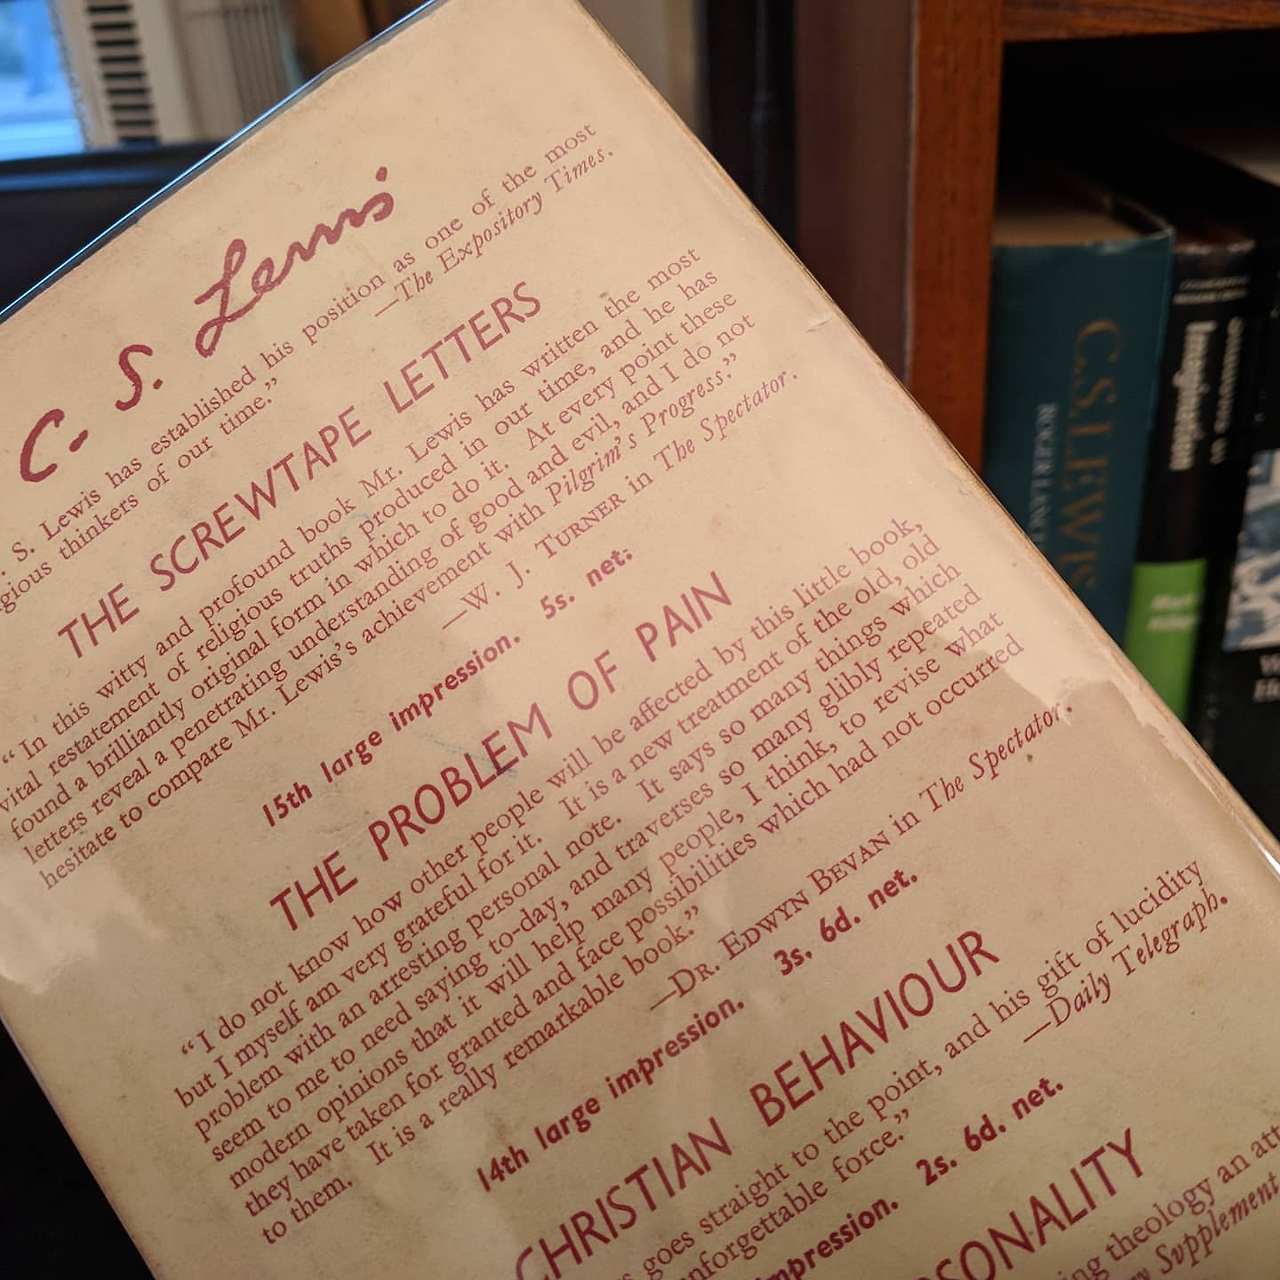 C. S. Lewis
S. Lewis has established his position as one of the most
thinkers of our time.”
—The Expository Times.
THE SCREWTAPE LETTERS
“ In this witty and profound book Mr. Lewis has written the most
vital restatement of religious truths produced in our time, and he has
found a brilliantly original form in which to do it. At every point these
letters reveal a penetrating understanding of good and evil, and I do not
hesitate to compare Mr. Lewis’s achievement with Pilgrim’s Progress.”
—W. J. TURNER in The Spectator.
15th large impression. 5s. net.
THE PROBLEM OF PAIN
“ I do not know how other people will be affected by this little book,
but I myself am very grateful for it. It is a new treatment of the old, old
problem with an arresting personal note. It says so many things which
seem to me to need saying to-day, and traverses so many glibly repeated
modern opinions that it will help many people, I think, to revise what
they have taken for granted and face possibilities which had not occurred
to them. It is a really remarkable book.”
—DR. EDWYN BEVAN in The Spectator.
14th large impression. 3s. 6d. net.
CHRISTIAN BEHAVIOUR
goes straight to the point, and his gift of lucidity
force.”
—Daily Telegraph.
2s. 6d. net.
theology an
Supplement
C.S. LEWIS
Imagination